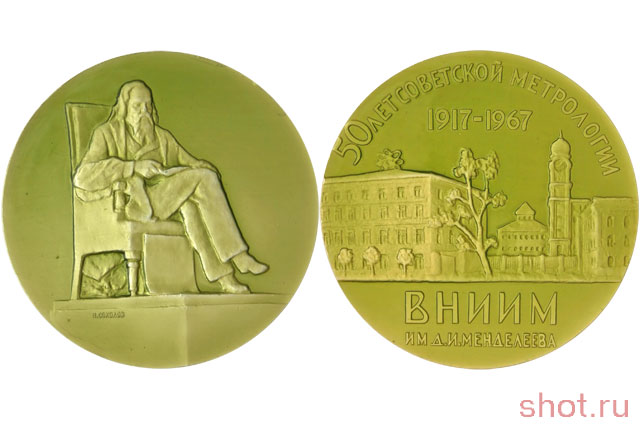 50 ЛЕТ СОВЕТСКОЙ МЕТРОЛОГИИ
1917-1967
ВНИИМ
ИМ Д.И.МЕНДЕЛЕЕВА
shot.ru